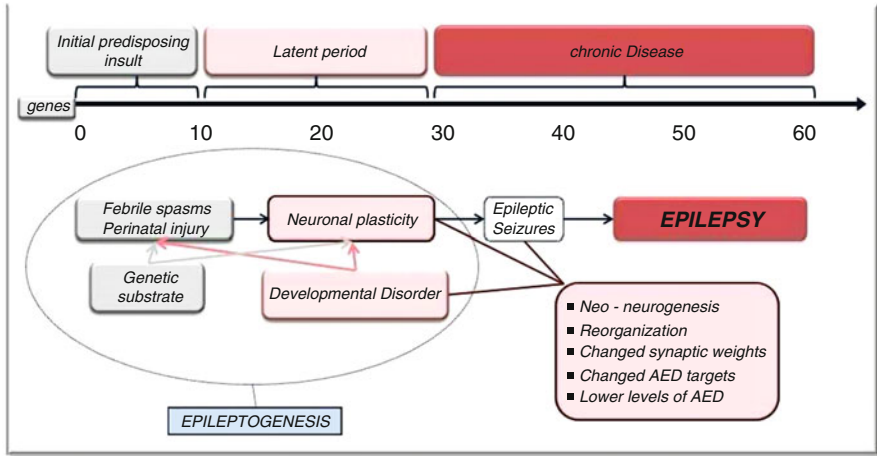 Initial predisposing
insult
Latent period
chronic Disease
genes
0 10 20 30 40 50 60
Febrile spasms
Perinatal injury
Neuronal plasticity
Epileptic
Seizures
EPILEPSY
Genetic
substrate
Developmental Disorder
■ Neo - neurogenesis
■ Reorganization
■ Changed synaptic weights
■ Changed AED targets
■ Lower levels of AED
EPILEPTOGENESIS